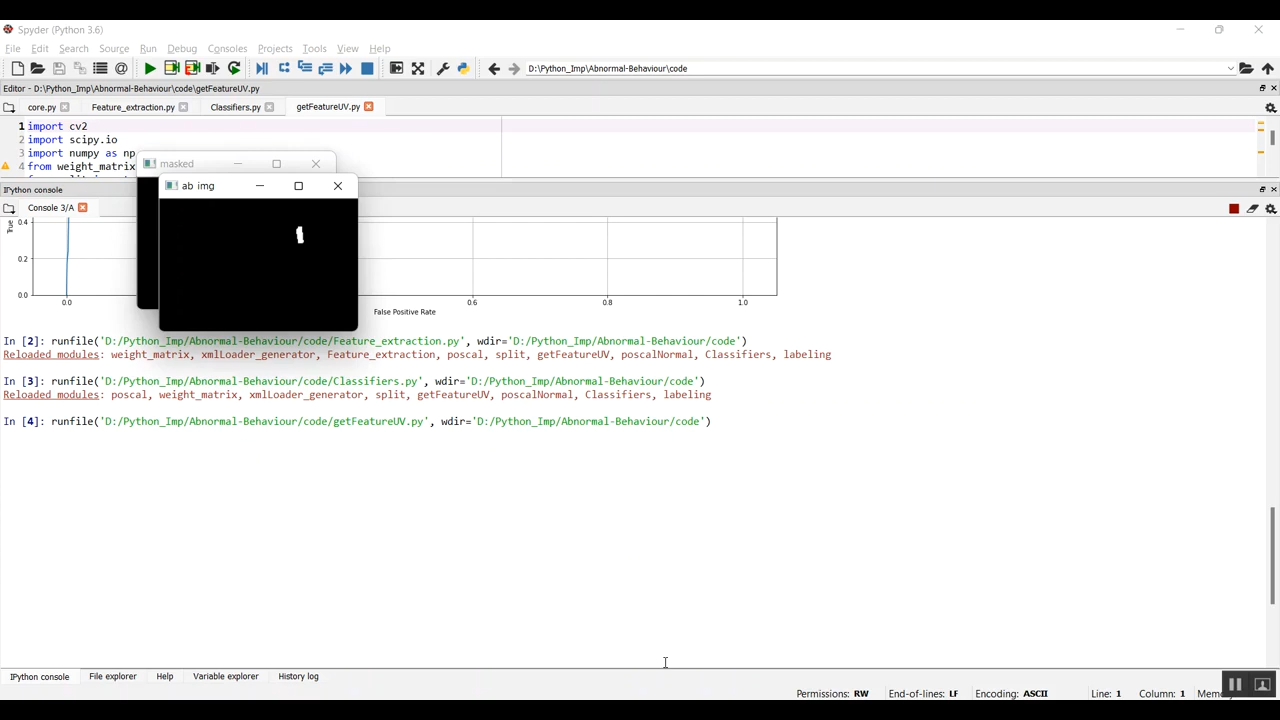 Spyder (Python 3.6)
File Edit Search Source Run Debug Consoles Projects Tools View Help
D:\Python_Imp\Abnormal-Behaviour\code
Editor - D:\Python_Imp\Abnormal-Behaviour\code\getFeatureUV.py
core.py Feature_extraction.py Classifiers.py getFeatureUV.py
1 import cv2
2 import scipy.io
3 import numpy as np
4 from weight_matrix
masked
ab img
IPython console
Console 3/A
True
0.4
0.2
0.0
0.0 0.6 0.8 1.0
False Positive Rate
In [2]: runfile('D:/Python_Imp/Abnormal-Behaviour/code/Feature_extraction.py', wdir='D:/Python_Imp/Abnormal-Behaviour/code')
Reloaded modules: weight_matrix, xmlLoader_generator, Feature_extraction, poscal, split, getFeatureUV, poscalNormal, Classifiers, labeling
In [3]: runfile('D:/Python_Imp/Abnormal-Behaviour/code/Classifiers.py', wdir='D:/Python_Imp/Abnormal-Behaviour/code')
Reloaded modules: poscal, weight_matrix, xmlLoader_generator, split, getFeatureUV, poscalNormal, Classifiers, labeling
In [4]: runfile('D:/Python_Imp/Abnormal-Behaviour/code/getFeatureUV.py', wdir='D:/Python_Imp/Abnormal-Behaviour/code')
IPython console File explorer Help Variable explorer History log
Permissions: RW End-of-lines: LF Encoding: ASCII Line: 1 Column: 1